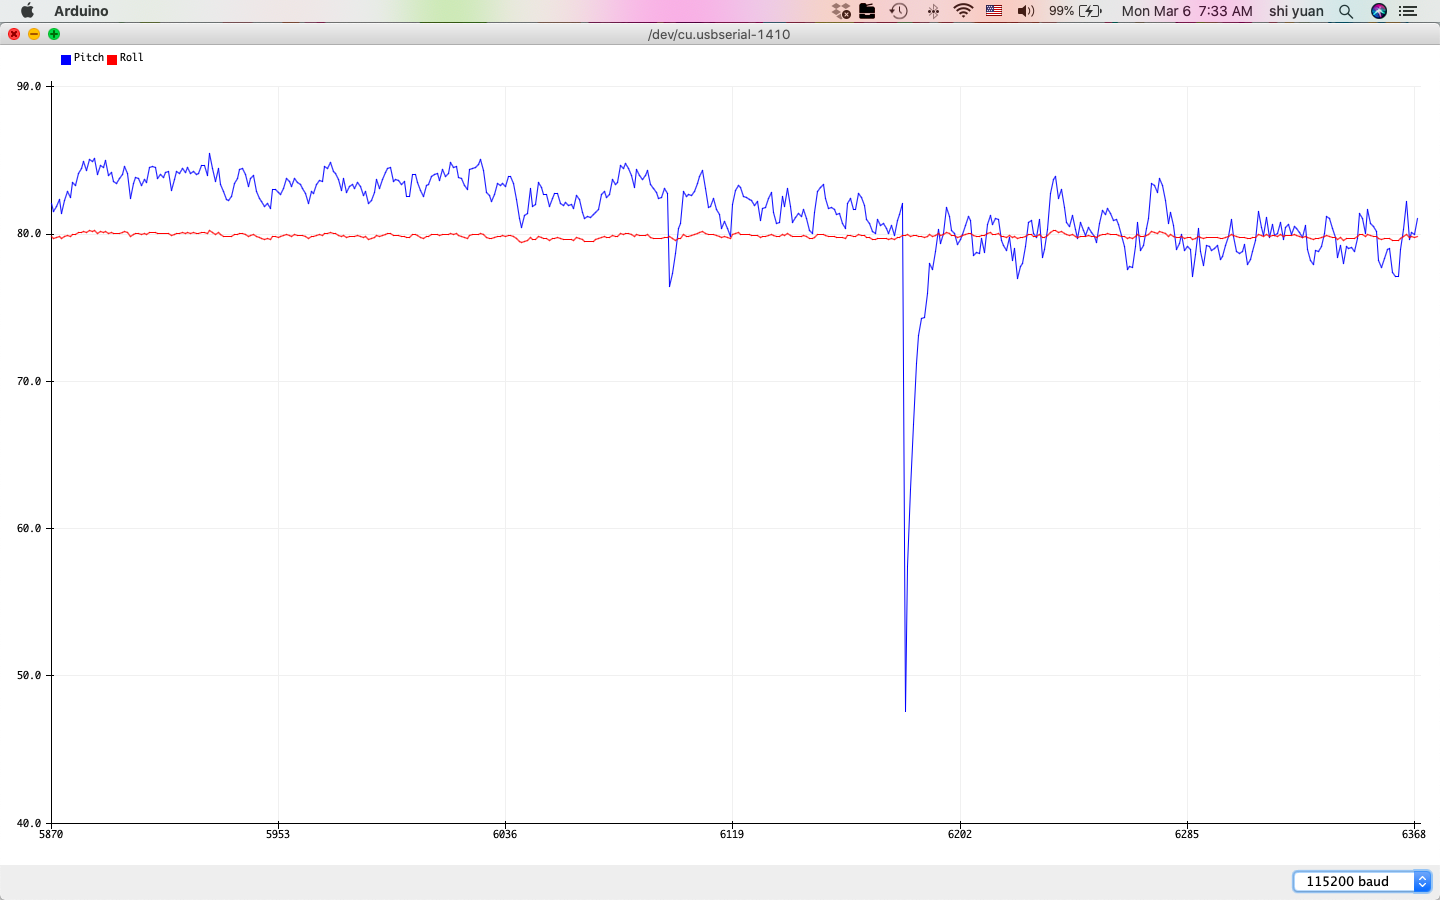 Arduino 99% Mon Mar 6 7:33 AM shi yuan
/dev/cu.usbserial-1410
Pitch Roll
90.0
80.0
70.0
60.0
50.0
40.0
5870 5953 6036 6119 6202 6285 6368
115200 baud